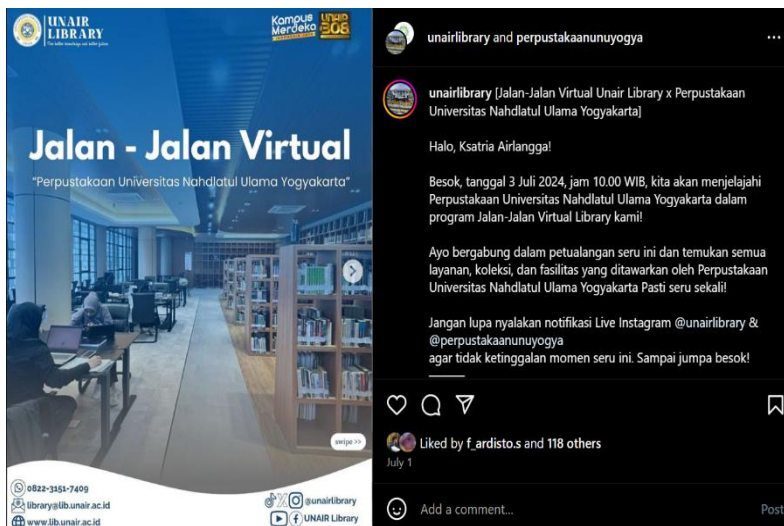 UNAIR
LIBRARY
Kampus
Merdeka
INDONESIA JAYA
UNAIR
308
Jalan - Jalan Virtual
"Perpustakaan Universitas Nahdlatul Ulama Yogyakarta"
swipe >>
0822-3151-7409
library@lib.unair.ac.id
www.lib.unair.ac.id
@unairlibrary
UNAIR Library
unairlibrary and perpustakaanunuyogya
unairlibrary [Jalan-Jalan Virtual Unair Library x Perpustakaan
Universitas Nahdlatul Ulama Yogyakarta]
Halo, Ksatria Airlangga!
Besok, tanggal 3 Juli 2024, jam 10.00 WIB, kita akan menjelajahi
Perpustakaan Universitas Nahdlatul Ulama Yogyakarta dalam
program Jalan-Jalan Virtual Library kami!
Ayo bergabung dalam petualangan seru ini dan temukan semua
layanan, koleksi, dan fasilitas yang ditawarkan oleh Perpustakaan
Universitas Nahdlatul Ulama Yogyakarta Pasti seru sekali!
Jangan lupa nyalakan notifikasi Live Instagram @unairlibrary &
@perpustakaanunuyogya
agar tidak ketinggalan momen seru ini. Sampai jumpa besok!
Liked by f_ardisto.s and 118 others
July 1
Add a comment...
Post